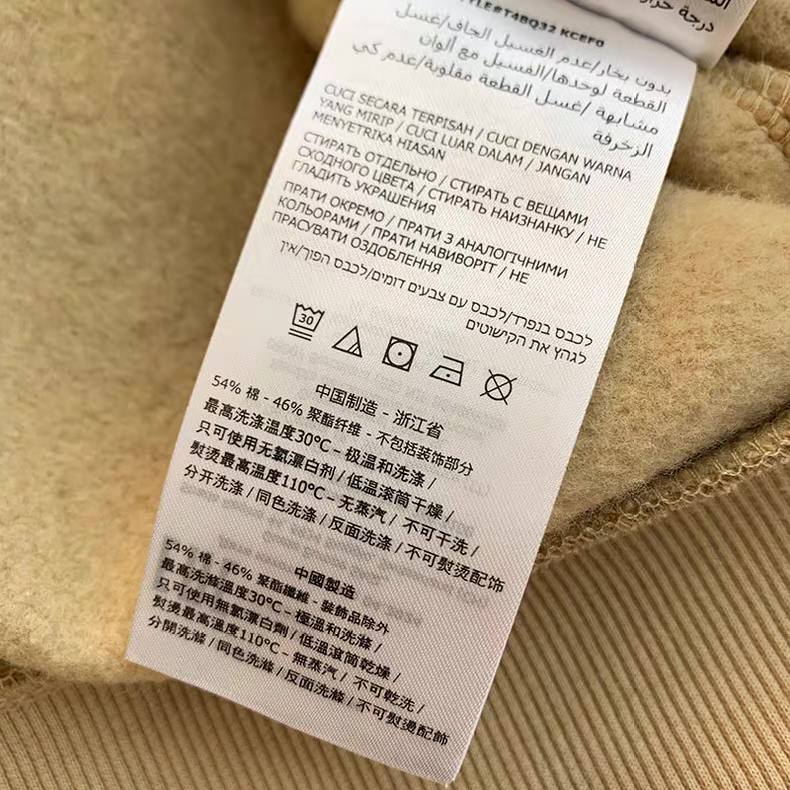 STYLE#T4BQ32 KCEF0
بدون بخار/عدم الغسيل الجاف/غسل
القطعة لوحدها/الغسيل مع ألوان
مشابهة /غسل القطعة مقلوبة/عدم كي
الزخرفة
CUCI SECARA TERPISAH / CUCI DENGAN WARNA
YANG MIRIP / CUCI LUAR DALAM / JANGAN
MENYETRIKA HIASAN
СТИРАТЬ ОТДЕЛЬНО / СТИРАТЬ С ВЕЩАМИ
СХОДНОГО ЦВЕТА / СТИРАТЬ НАИЗНАНКУ / НЕ
ГЛАДИТЬ УКРАШЕНИЯ
ПРАТИ ОКРЕМО / ПРАТИ З АНАЛОГІЧНИМИ
КОЛЬОРАМИ / ПРАТИ НАВИВОРІТ / НЕ
ПРАСУВАТИ ОЗДОБЛЕННЯ
לכבס בנפרד/לכבס עם צבעים דומים/לכבס הפוך/אין
לגהץ את הקישוטים
30
中国制造 - 浙江省
54% 棉 - 46% 聚酯纤维 - 不包括装饰部分
最高洗涤温度30°C – 极温和洗涤 /
只可使用无氯漂白剂 / 低温滚筒干燥 /
熨烫最高温度110°C – 无蒸汽 / 不可干洗 /
分开洗涤 / 同色洗涤 / 反面洗涤 / 不可熨烫配饰
中國製造
54% 棉 - 46% 聚酯纖維 - 裝飾品除外
最高洗滌溫度30°C – 極溫和洗滌 /
只可使用無氯漂白劑 / 低溫滾筒乾燥 /
熨燙最高溫度110°C – 無蒸汽 / 不可乾洗 /
分開洗滌 / 同色洗滌 / 反面洗滌 / 不可熨燙配飾